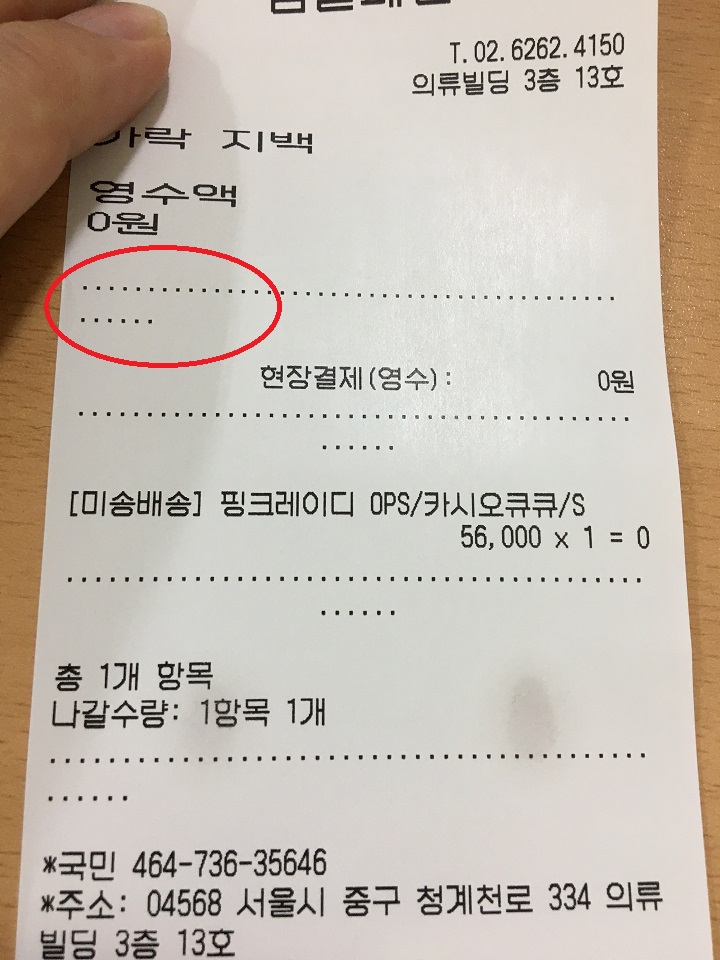 T.02.6262.4150
의류빌딩 3층 13호
지백
영수액
0원
...............................................
......
현장결제(영수): 0원
...............................................
......
[미송배송] 핑크레이디 OPS/카시오큐큐/S
56,000 x 1 = 0
...............................................
......
총 1개 항목
나갈수량: 1항목 1개
...............................................
......
*국민 464-736-35646
*주소: 04568 서울시 중구 청계천로 334 의류
빌딩 3층 13호